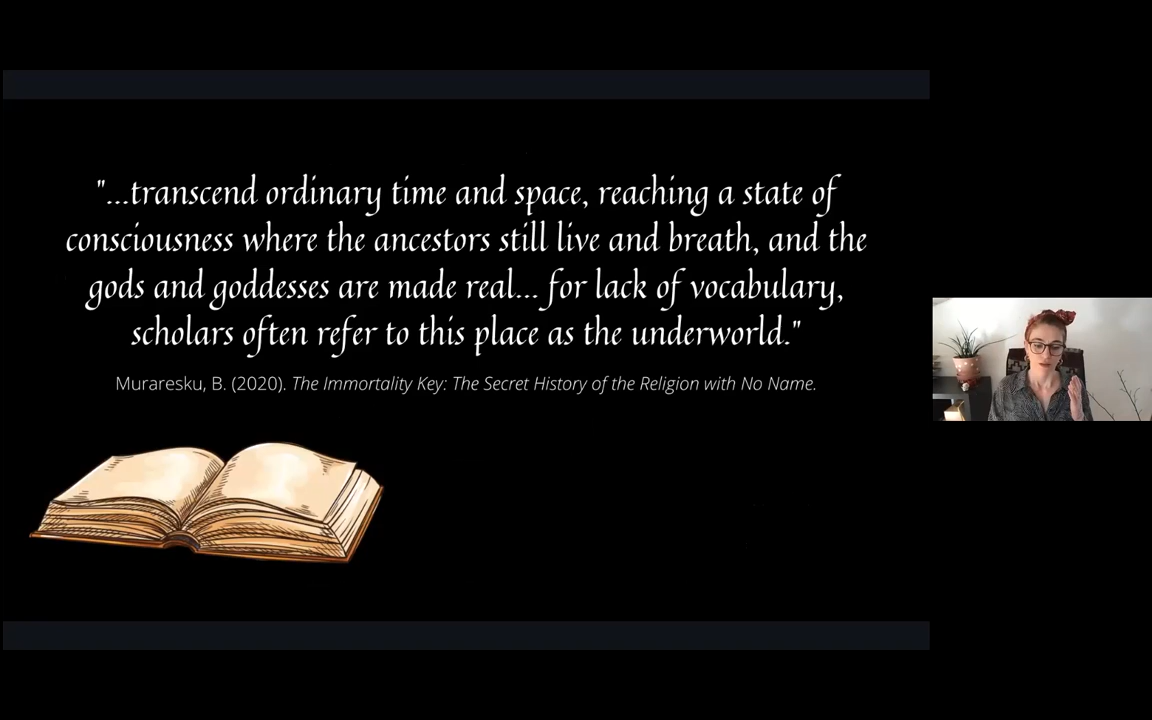 "...transcend ordinary time and space, reaching a state of
consciousness where the ancestors still live and breath, and the
gods and goddesses are made real... for lack of vocabulary,
scholars often refer to this place as the underworld."
Muraresku, B. (2020). The Immortality Key: The Secret History of the Religion with No Name.